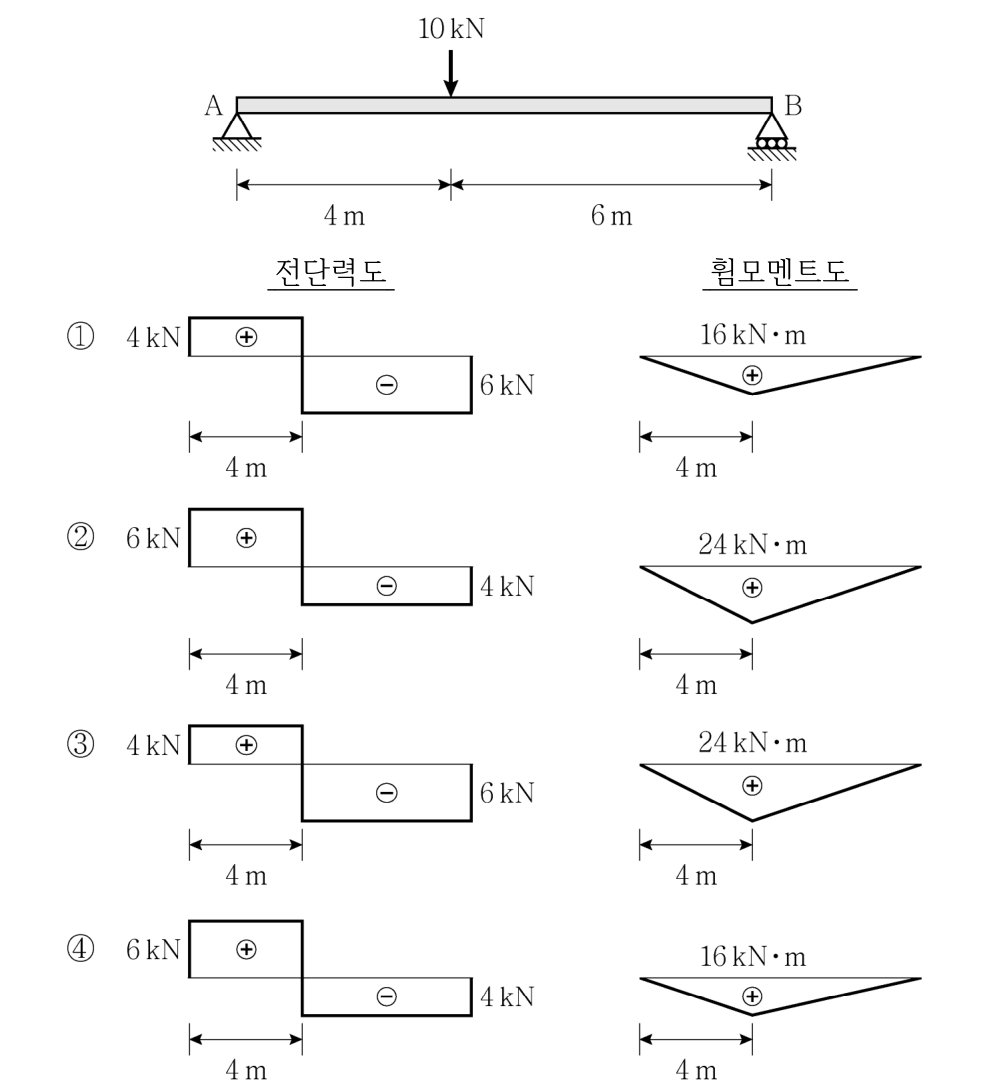 10 kN
A B
4 m 6 m
전단력도 휨모멘트도
① 4 kN ⊕ 16 kN·m
⊕
⊖ 6 kN
4 m 4 m
② 6 kN ⊕ 24 kN·m
⊖ 4 kN ⊕
4 m 4 m
③ 4 kN ⊕ 24 kN·m
⊖ 6 kN ⊕
4 m 4 m
④ 6 kN ⊕ 16 kN·m
⊖ 4 kN ⊕
4 m 4 m